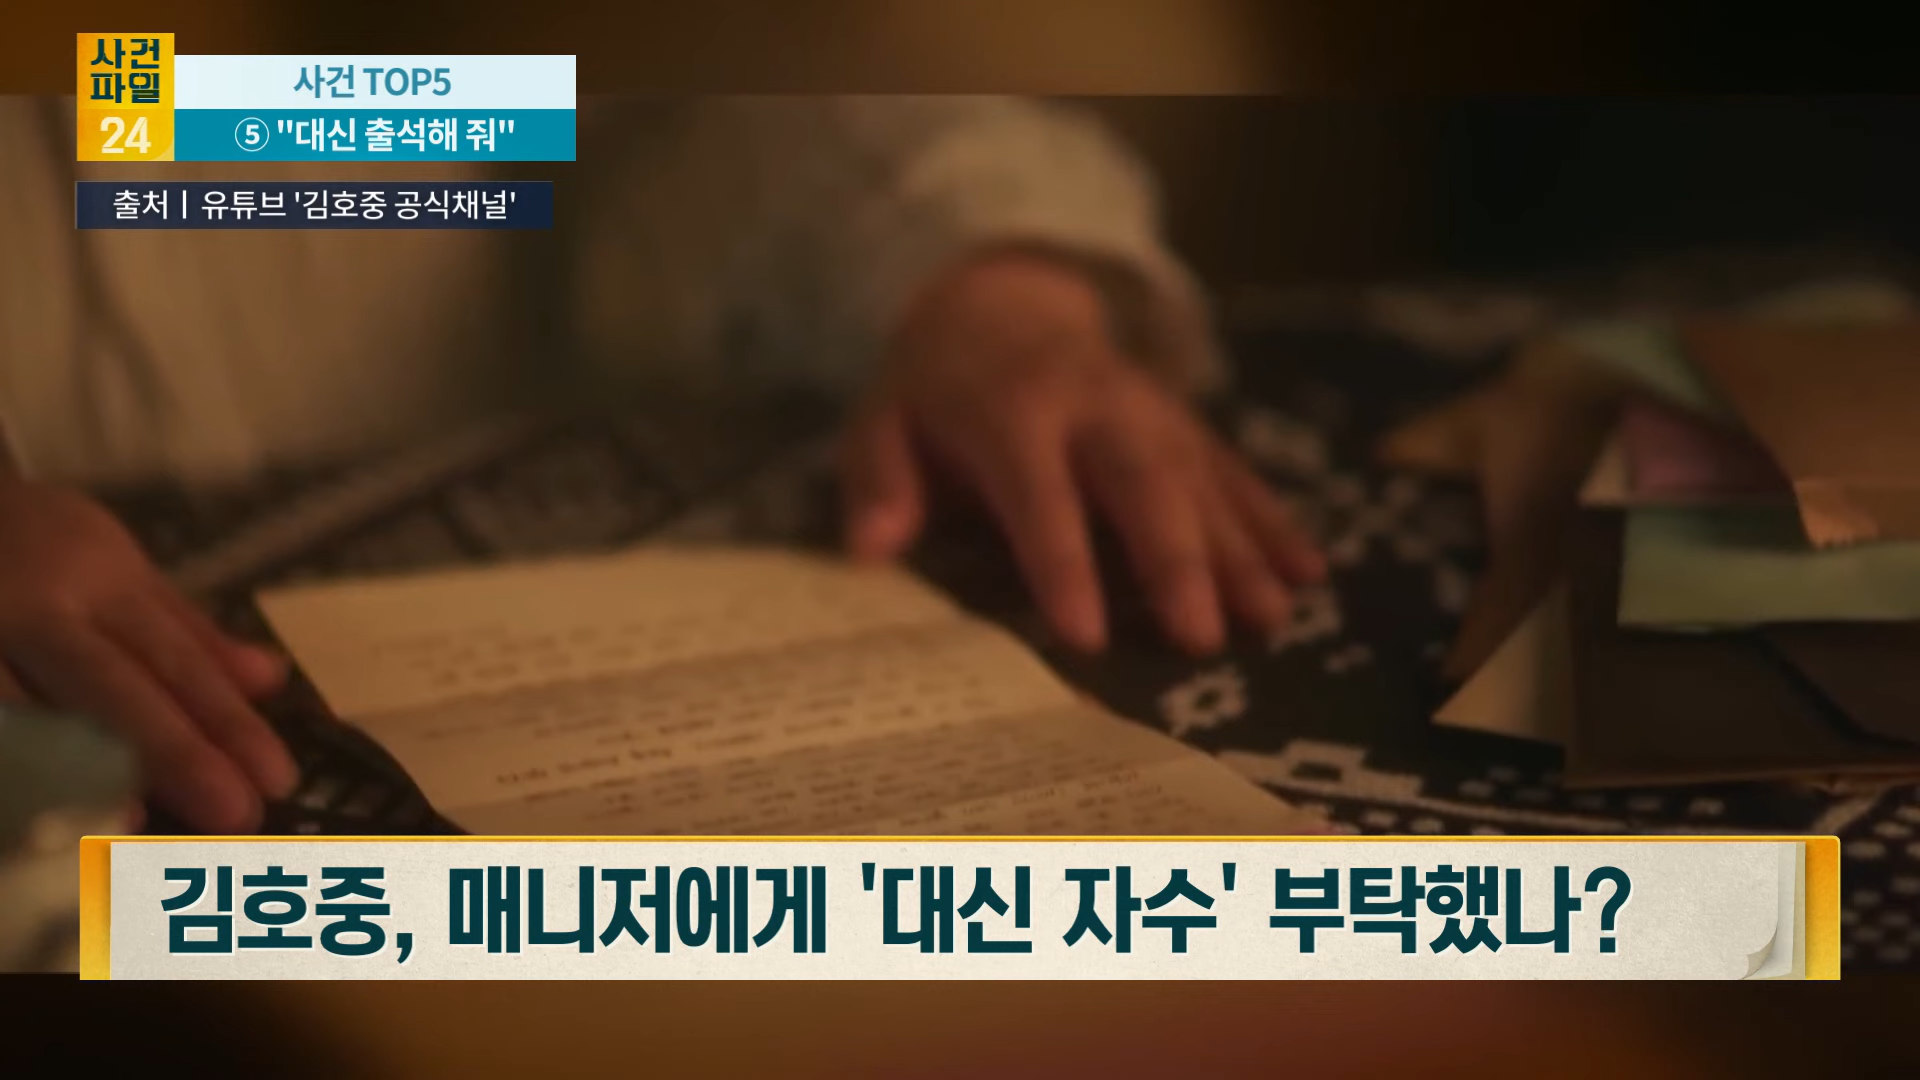 사건
파일
24
사건 TOP5
⑤ "대신 출석해 줘"
출처 | 유튜브 '김호중 공식채널'
김호중, 매니저에게 '대신 자수' 부탁했나?